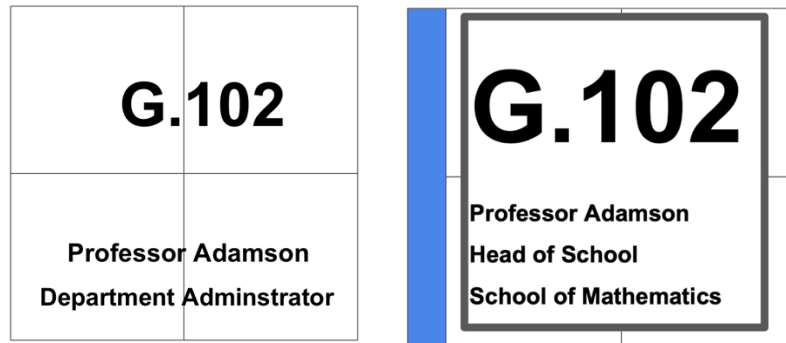 G.102
Professor Adamson
Department Adminstrator
G.102
Professor Adamson
Head of School
School of Mathematics